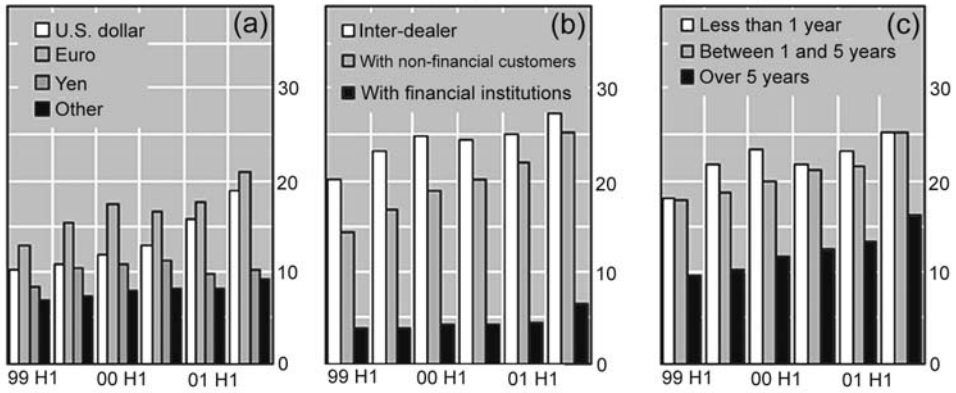 (a)
U.S. dollar
Euro
Yen
Other
30
20
10
0
99 H1 00 H1 01 H1
(b)
Inter-dealer
With non-financial customers
With financial institutions
30
20
10
0
99 H1 00 H1 01 H1
(c)
Less than 1 year
Between 1 and 5 years
Over 5 years
30
20
10
0
99 H1 00 H1 01 H1